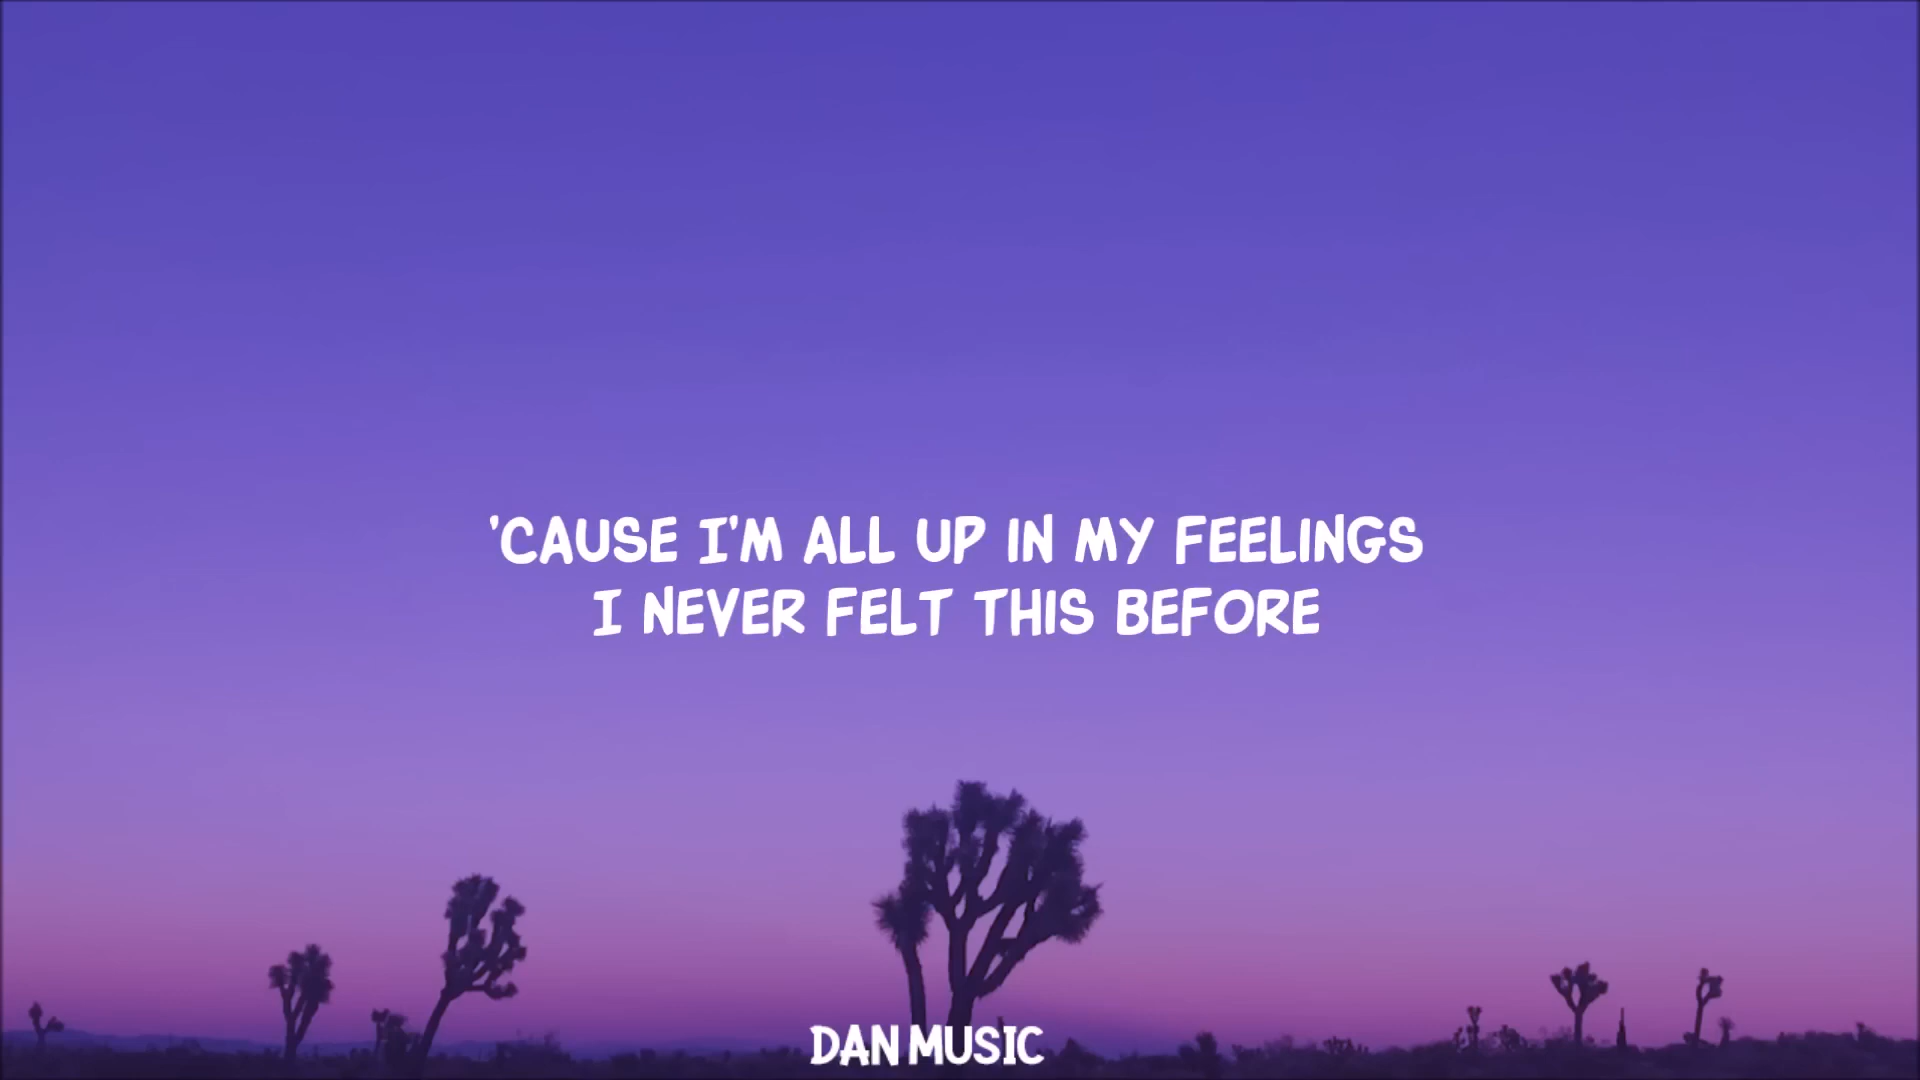 'CAUSE I'M ALL UP IN MY FEELINGS
I NEVER FELT THIS BEFORE
DAN MUSIC